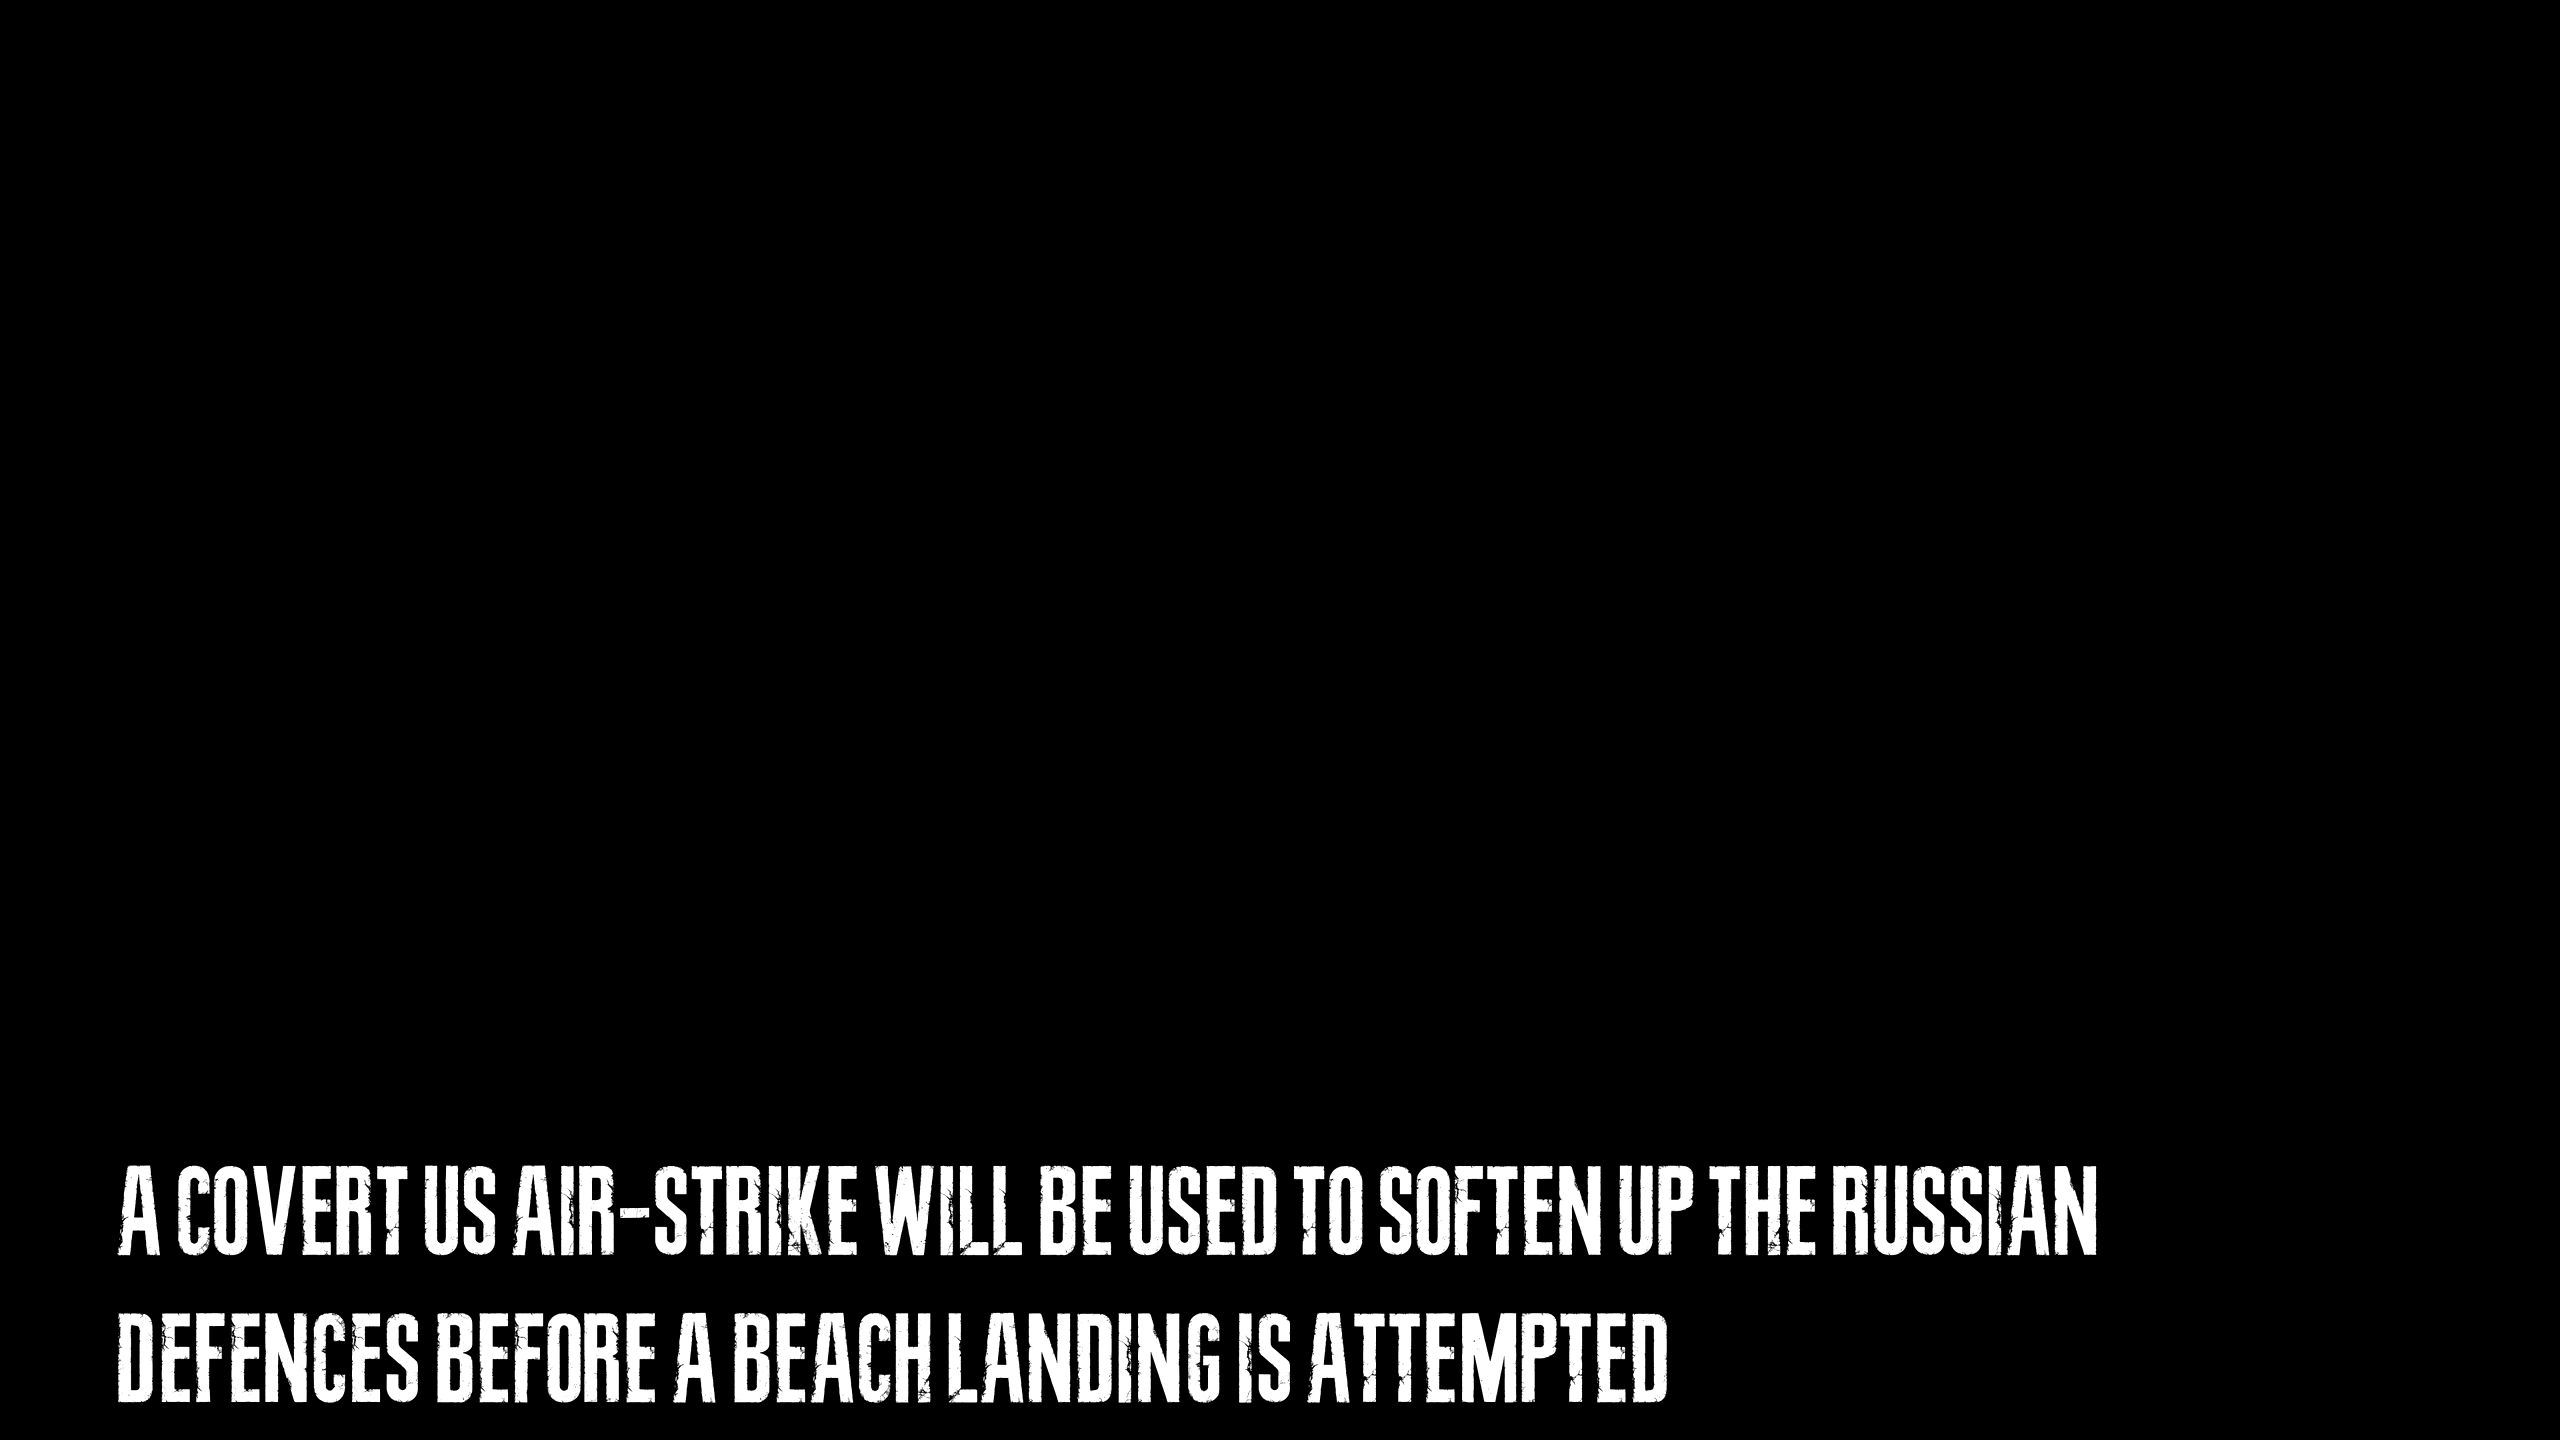 A COVERT US AIR-STRIKE WILL BE USED TO SOFTEN UP THE RUSSIAN
DEFENCES BEFORE A BEACH LANDING IS ATTEMPTED